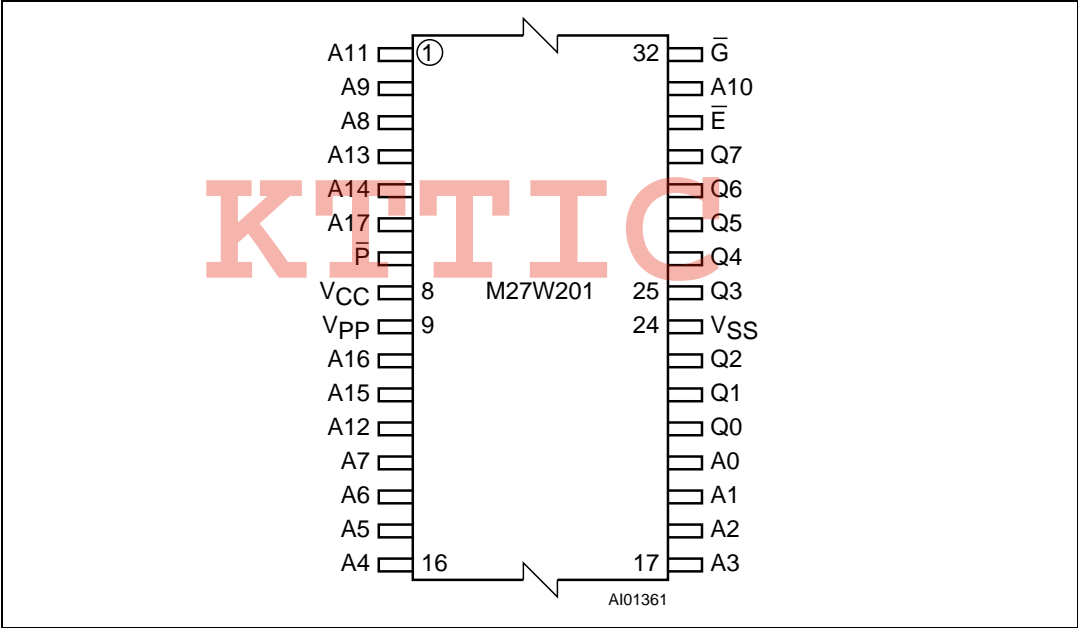 A11 ① 32 G̅
A9 A10
A8 E̅
A13 Q7
A14 Q6
A17 Q5
P̅ Q4
VCC 8 M27W201 25 Q3
VPP 9 24 VSS
A16 Q2
A15 Q1
A12 Q0
A7 A0
A6 A1
A5 A2
A4 16 17 A3
AI01361
KTTIC